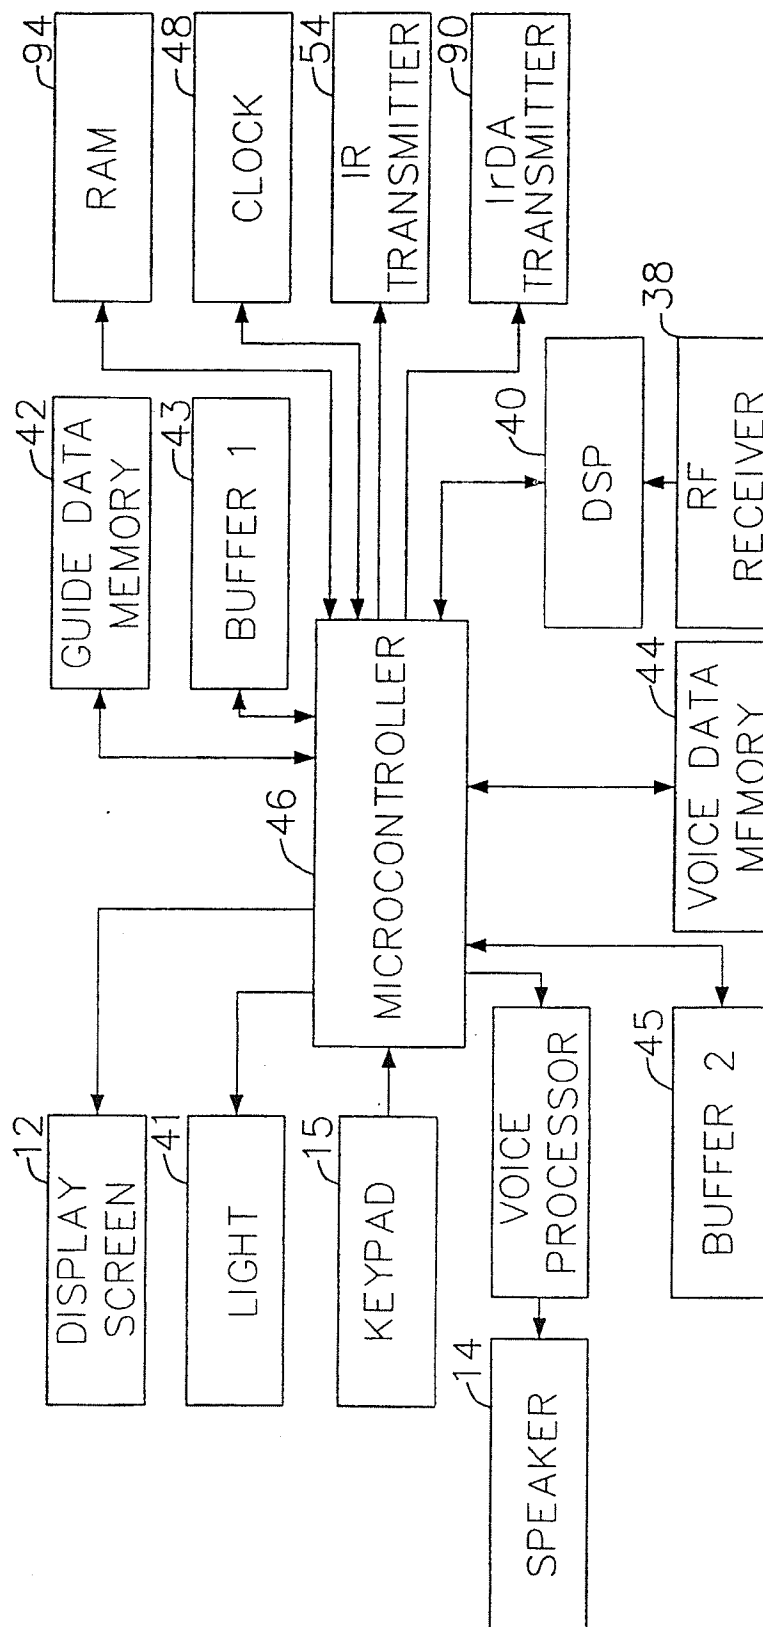 12
DISPLAY
SCREEN
41
LIGHT
15
KEYPAD
VOICE
PROCESSOR
14
SPEAKER
45
BUFFER 2
46
MICROCONTROLLER
42
GUIDE DATA
MEMORY
43
BUFFER 1
44
VOICE DATA
MEMORY
40
DSP
38
RF
RECEIVER
94
RAM
48
CLOCK
54
IR
TRANSMITTER
90
IrDA
TRANSMITTER